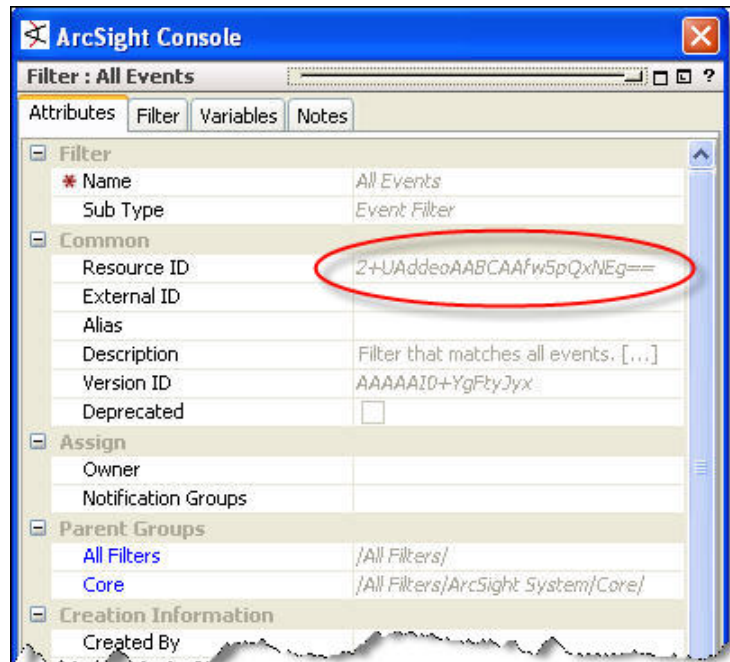 ArcSight Console
Filter : All Events
?
Attributes Filter Variables Notes
Filter
* Name All Events
Sub Type Event Filter
Common
Resource ID 2+UAddeoAABCAAfw5pQxNEg==
External ID
Alias
Description Filter that matches all events. [...]
Version ID AAAAAI0+YgFtyJyx
Deprecated
Assign
Owner
Notification Groups
Parent Groups
All Filters /All Filters/
Core /All Filters/ArcSight System/Core/
Creation Information
Created By